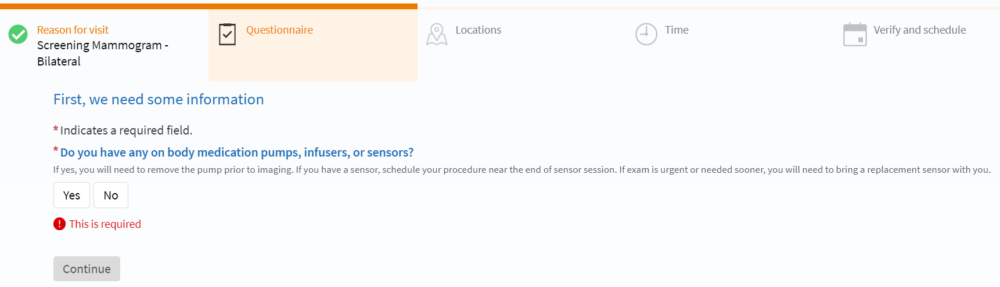 Reason for visit
Screening Mammogram -
Bilateral
Questionnaire
Locations
Time
Verify and schedule
First, we need some information
*Indicates a required field.
*Do you have any on body medication pumps, infusers, or sensors?
If yes, you will need to remove the pump prior to imaging. If you have a sensor, schedule your procedure near the end of sensor session. If exam is urgent or needed sooner, you will need to bring a replacement sensor with you.
Yes No
This is required
Continue